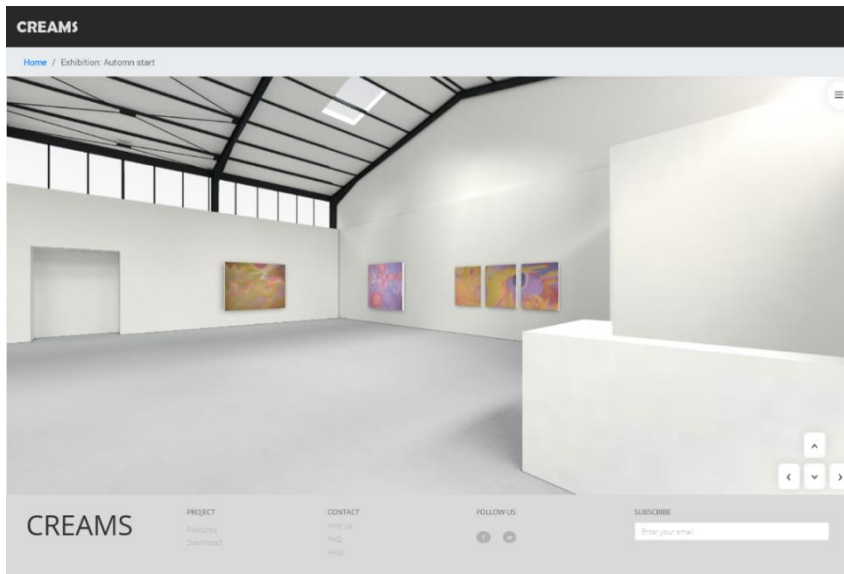 CREAMS
Home / Exhibition: Automn start
CREAMS
PROJECT
Features
Download
CONTACT
Find us
FAQ
Help
FOLLOW US
SUBSCRIBE
Enter your email